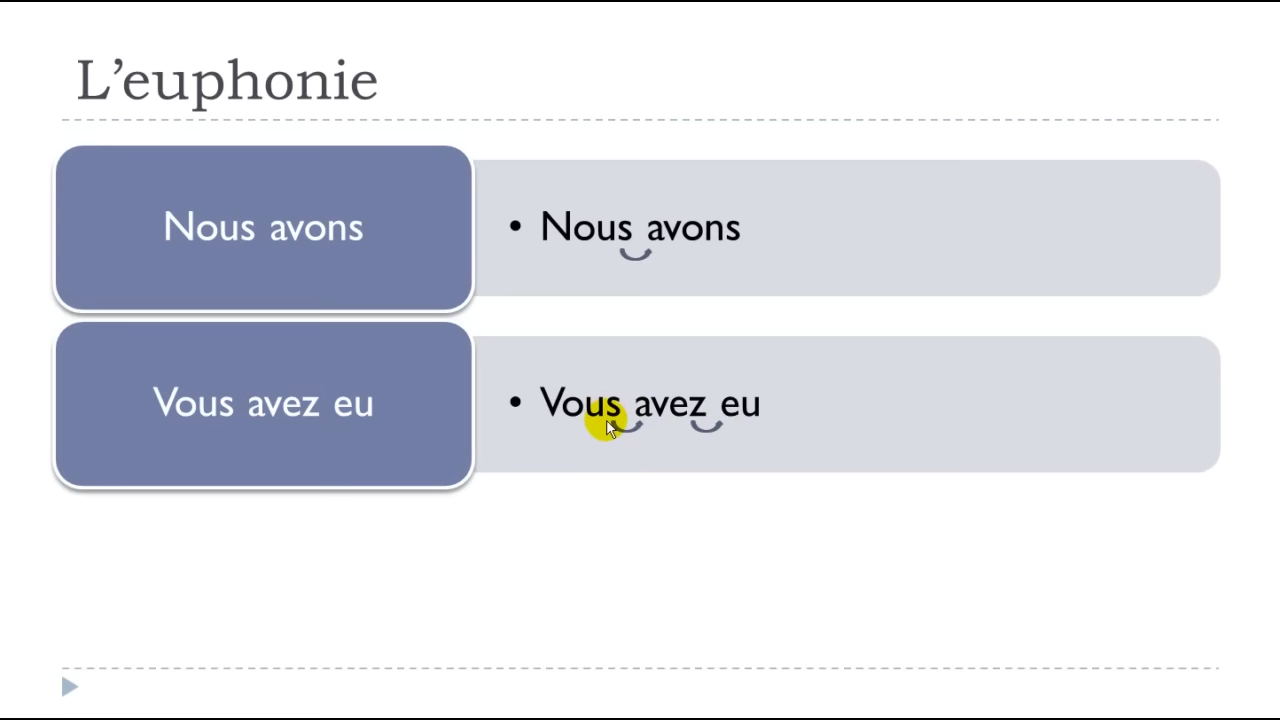 L’euphonie
Nous avons
• Nous avons
Vous avez eu
• Vous avez eu